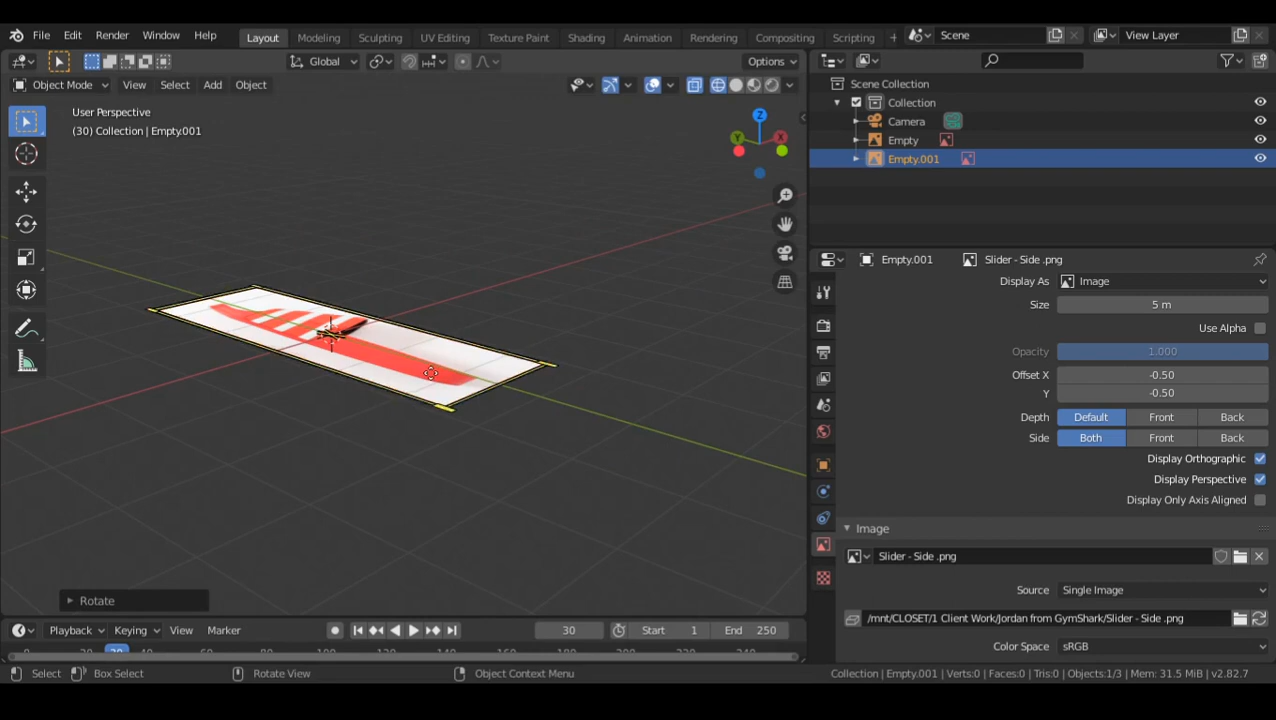 File Edit Render Window Help Layout Modeling Sculpting UV Editing Texture Paint Shading Animation Rendering Compositing Scripting + Scene View Layer
Global Options
Object Mode View Select Add Object
User Perspective
(30) Collection | Empty.001
Z
Y X
Scene Collection
Collection
Camera
Empty
Empty.001
Empty.001 Slider - Side .png
Display As Image
Size 5 m
Use Alpha
Opacity 1.000
Offset X -0.50
Y -0.50
Depth Default Front Back
Side Both Front Back
Display Orthographic
Display Perspective
Display Only Axis Aligned
Image
Slider - Side .png
Source Single Image
/mnt/CLOSET/1 Client Work/Jordan from GymShark/Slider - Side .png
Color Space sRGB
Rotate
Playback Keying View Marker 30 Start 1 End 250
Select Box Select Rotate View Object Context Menu Collection | Empty.001 | Verts:0 | Faces:0 | Tris:0 | Objects:1/3 | Mem: 31.5 MiB | v2.82.7